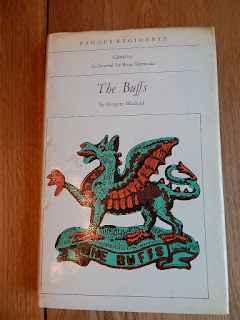 FAMOUS REGIMENTS
Edited by
Lt-General Sir Brian Horrocks
The Buffs
by Gregory Blaxland
THE BUFFS